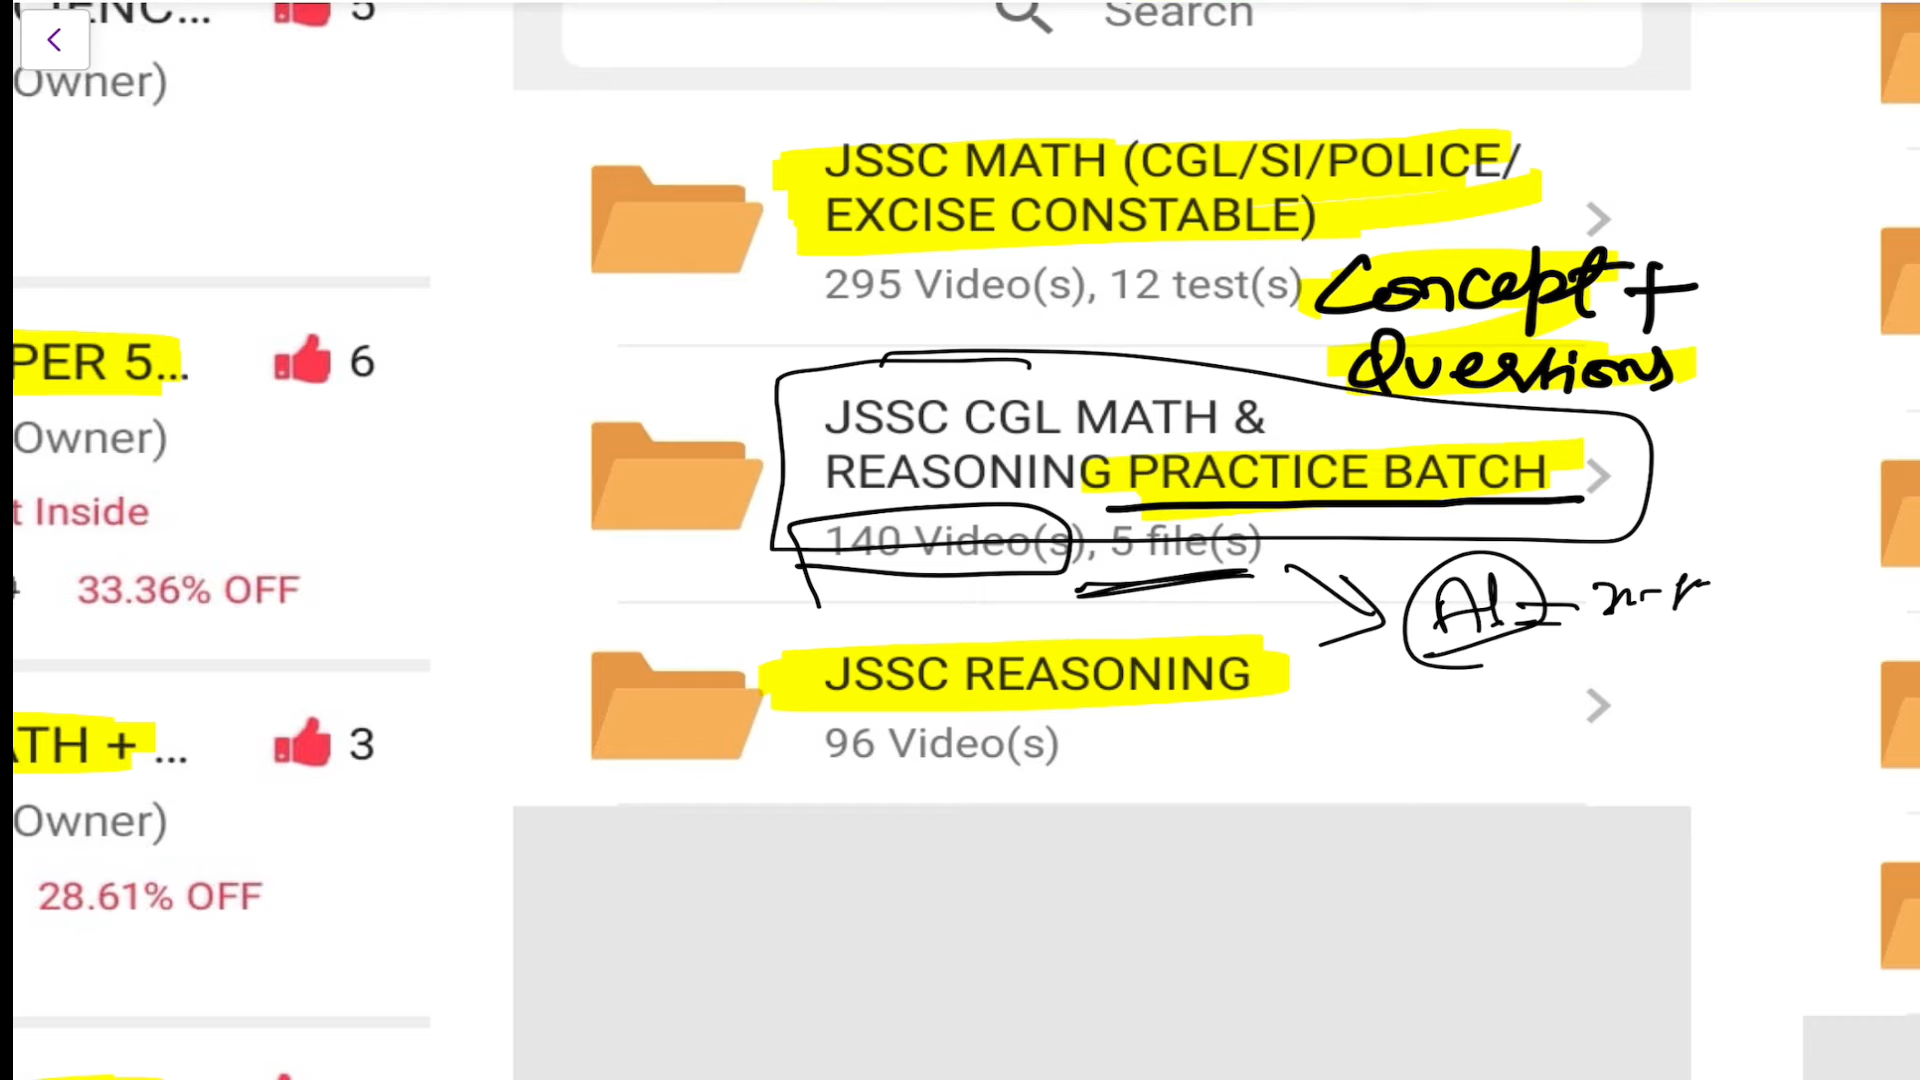 5
Owner)
PER 5... 6
Owner)
t Inside
33.36% OFF
ATH + ... 3
Owner)
28.61% OFF
Search
JSSC MATH (CGL/SI/POLICE/
EXCISE CONSTABLE)
295 Video(s), 12 test(s)
Concept +
Questions
JSSC CGL MATH &
REASONING PRACTICE BATCH
140 Video(s), 5 file(s)
JSSC REASONING
96 Video(s)